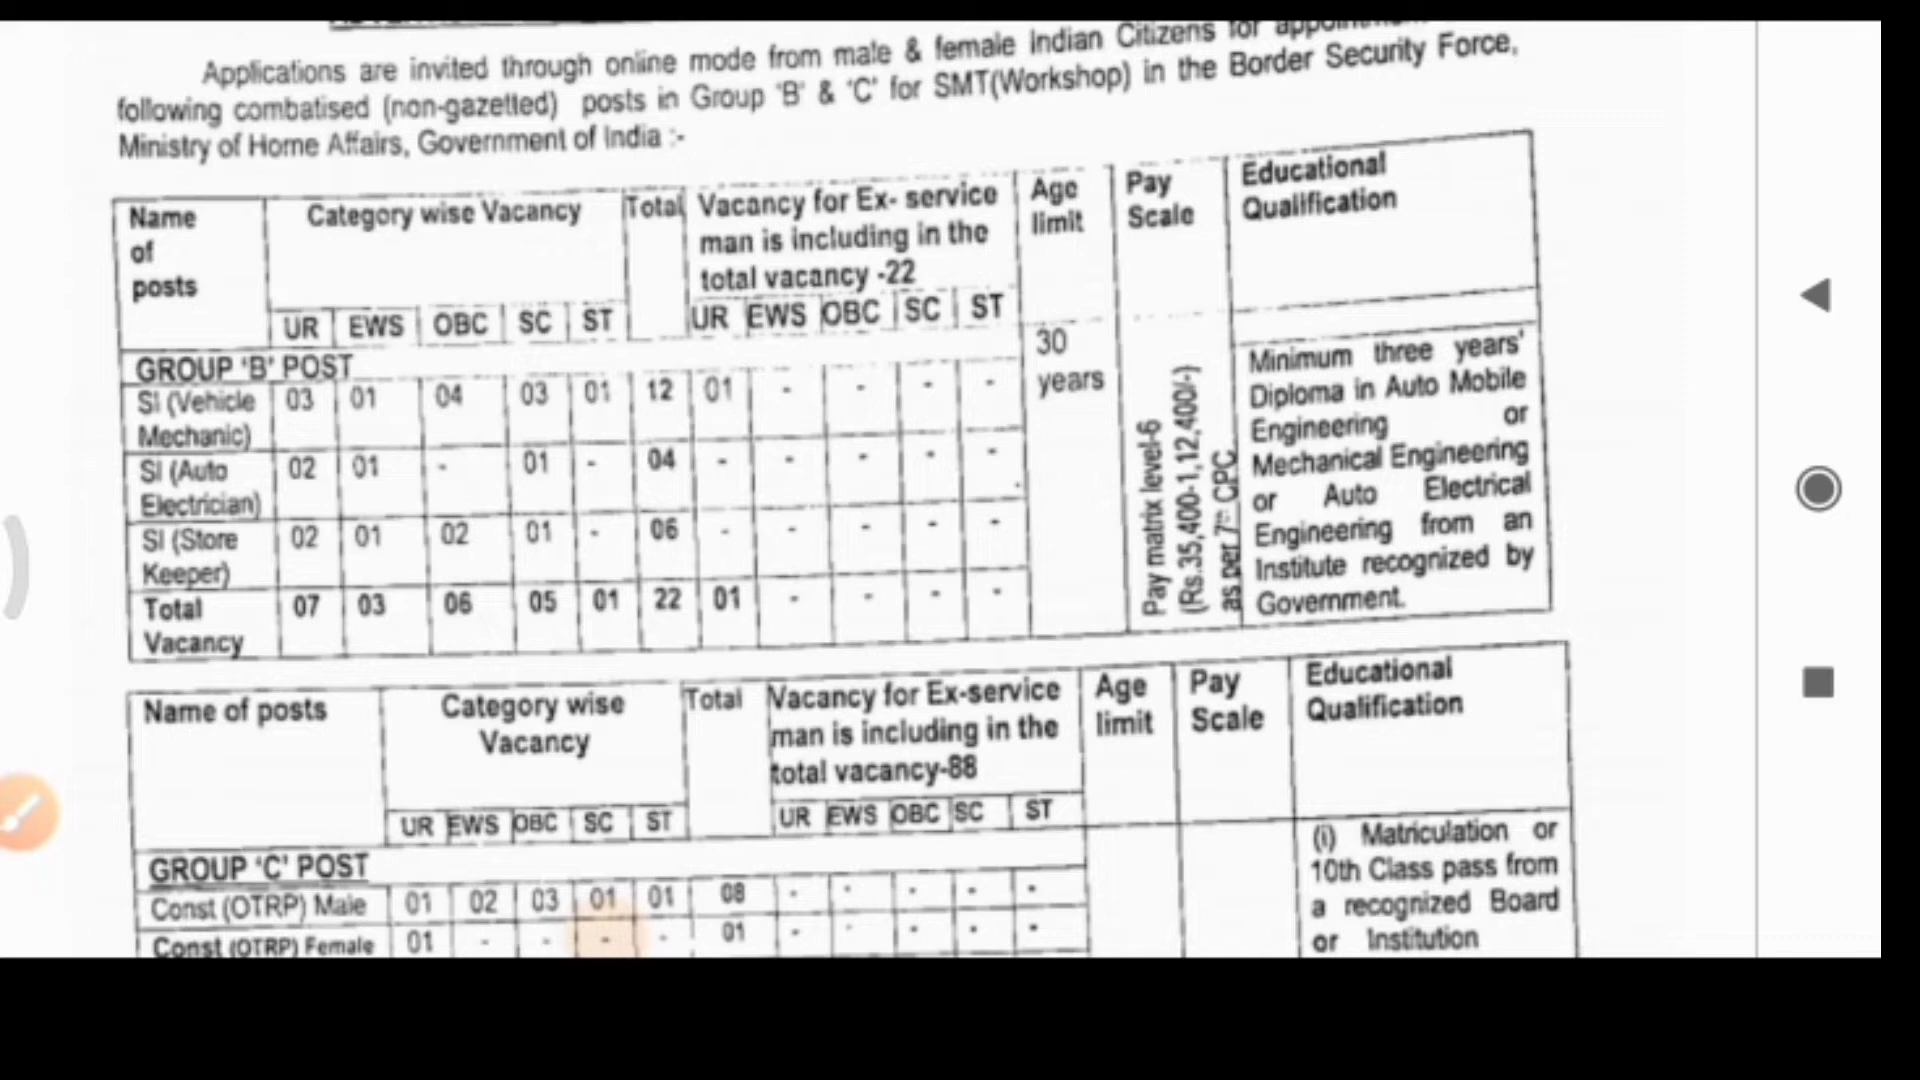 Applications are invited through online mode from male & female Indian Citizens for
following combatised (non-gazetted) posts in Group 'B' & 'C' for SMT(Workshop) in the Border Security Force,
Ministry of Home Affairs, Government of India :-
Name of posts Category wise Vacancy Total Vacancy for Ex- service man is including in the total vacancy -22 Age limit Pay Scale Educational Qualification
UR EWS OBC SC ST UR EWS OBC SC ST
GROUP 'B' POST
SI (Vehicle Mechanic) 03 01 04 03 01 12 01 - - - -
SI (Auto Electrician) 02 01 - 01 - 04 - - - - -
SI (Store Keeper) 02 01 02 01 - 06 - - - - -
Total Vacancy 07 03 06 05 01 22 01 - - - -
30 years
Pay matrix level-6
(Rs.35,400-1,12,400/-)
as per 7th CPC
Minimum three years'
Diploma in Auto Mobile
Engineering or
Mechanical Engineering
or Auto Electrical
Engineering from an
Institute recognized by
Government.
Name of posts Category wise Vacancy Total Vacancy for Ex-service man is including in the total vacancy-88 Age limit Pay Scale Educational Qualification
UR EWS OBC SC ST UR EWS OBC SC ST
GROUP 'C' POST
Const (OTRP) Male 01 02 03 01 01 08 - - - - -
Const (OTRP) Female 01 - - - - 01 - - - - -
(i) Matriculation or
10th Class pass from
a recognized Board
or Institution